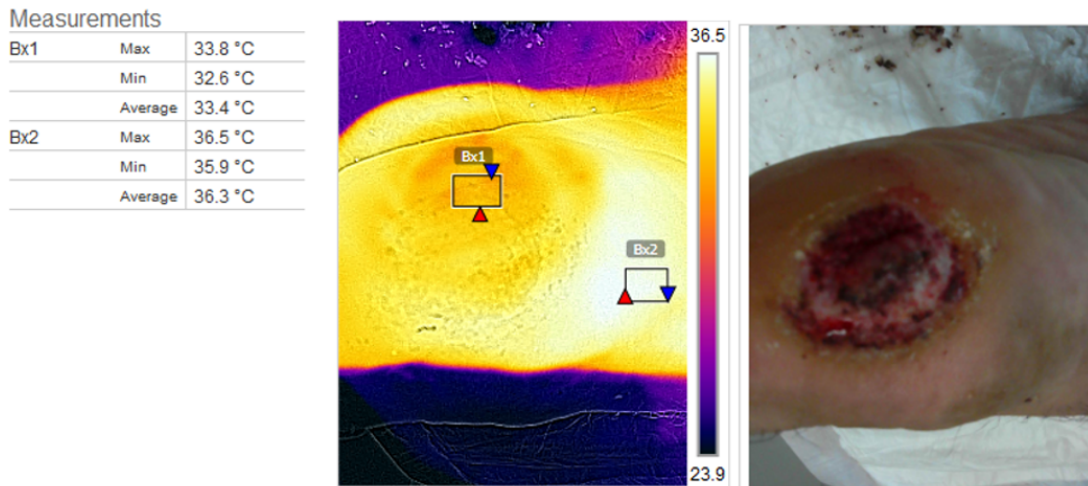 Measurements
Bx1 Max 33.8 °C
Min 32.6 °C
Average 33.4 °C
Bx2 Max 36.5 °C
Min 35.9 °C
Average 36.3 °C
36.5
Bx1
Bx2
23.9